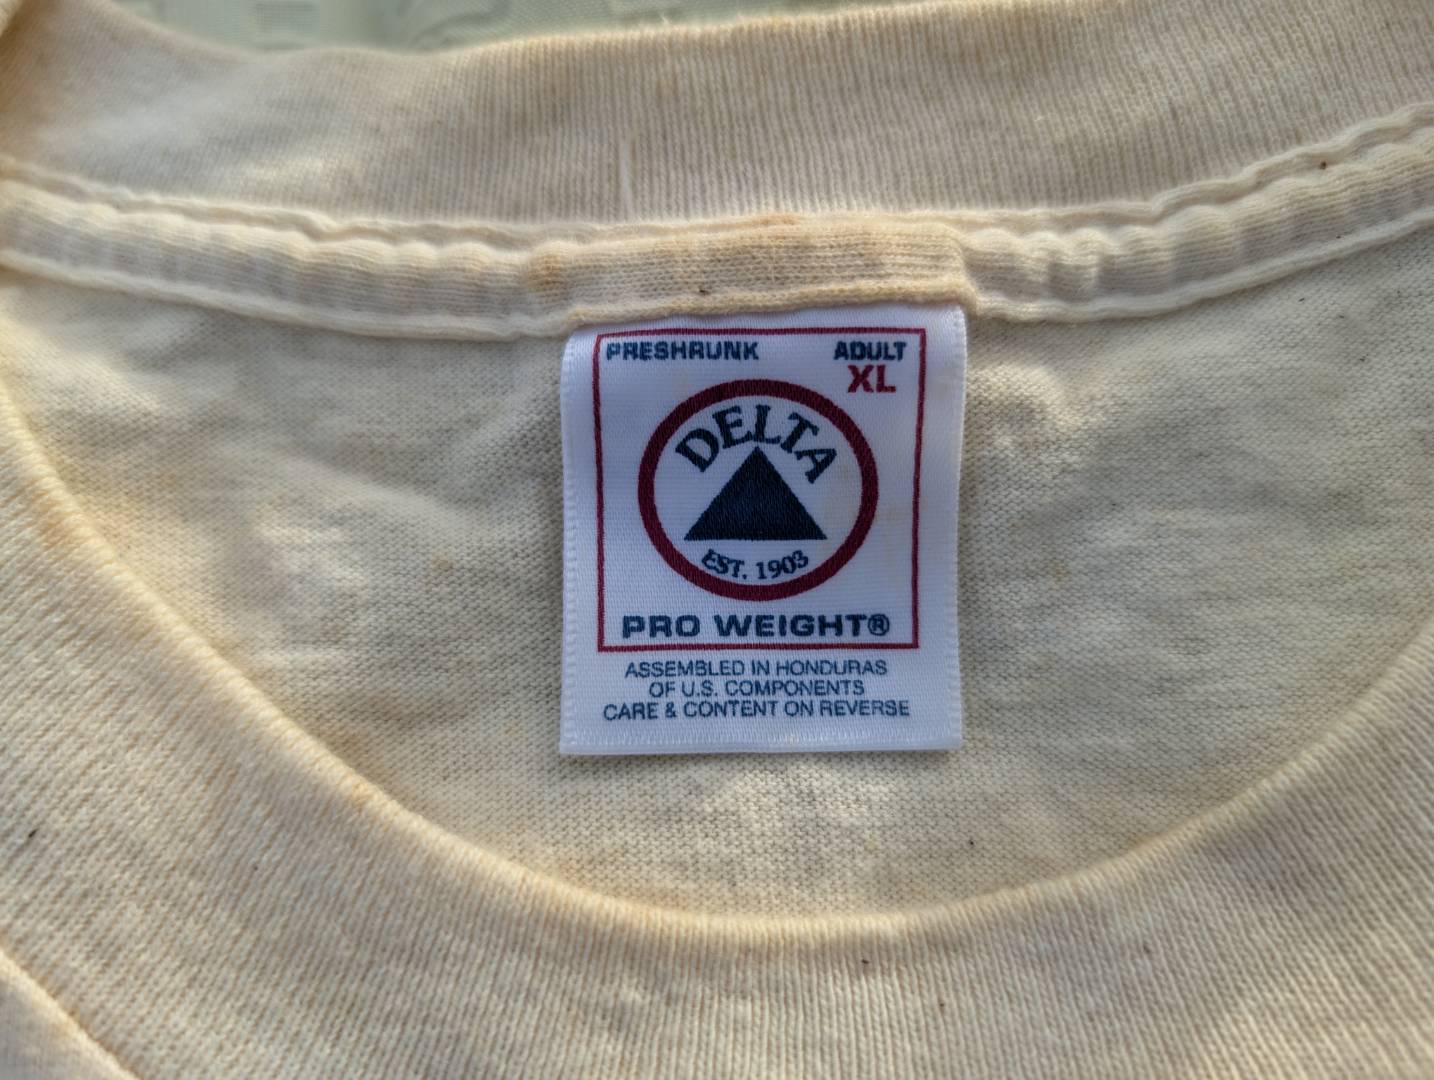 PRESHRUNK ADULT
XL
DELTA
EST. 1903
PRO WEIGHT®
ASSEMBLED IN HONDURAS
OF U.S. COMPONENTS
CARE & CONTENT ON REVERSE